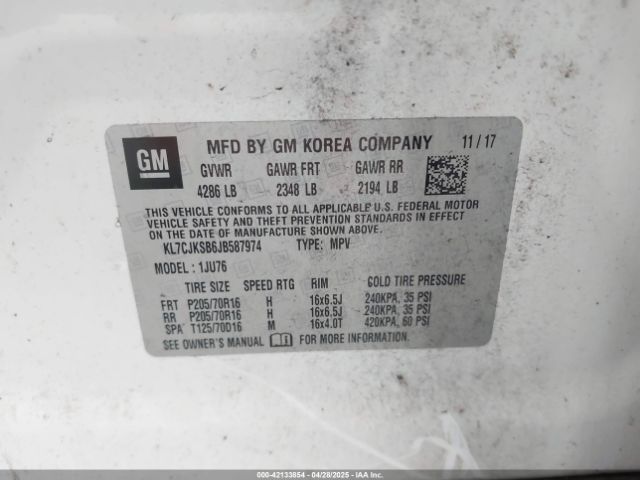 GM
MFD BY GM KOREA COMPANY 11/17
GVWR GAWR FRT GAWR RR
4286 LB 2348 LB 2194 LB
THIS VEHICLE CONFORMS TO ALL APPLICABLE U.S. FEDERAL MOTOR
VEHICLE SAFETY AND THEFT PREVENTION STANDARDS IN EFFECT
ON THE DATE OF MANUFACTURE SHOWN ABOVE.
KL7CJKSB6JB587974 TYPE: MPV
MODEL: 1JU76
TIRE SIZE SPEED RTG RIM COLD TIRE PRESSURE
FRT P205/70R16 H 16x6.5J 240KPA, 35 PSI
RR P205/70R16 H 16x6.5J 240KPA, 35 PSI
SPA T125/70D16 M 16x4.0T 420KPA, 60 PSI
SEE OWNER'S MANUAL FOR MORE INFORMATION.
000-42133854 04/28/2025 - IAA Inc.